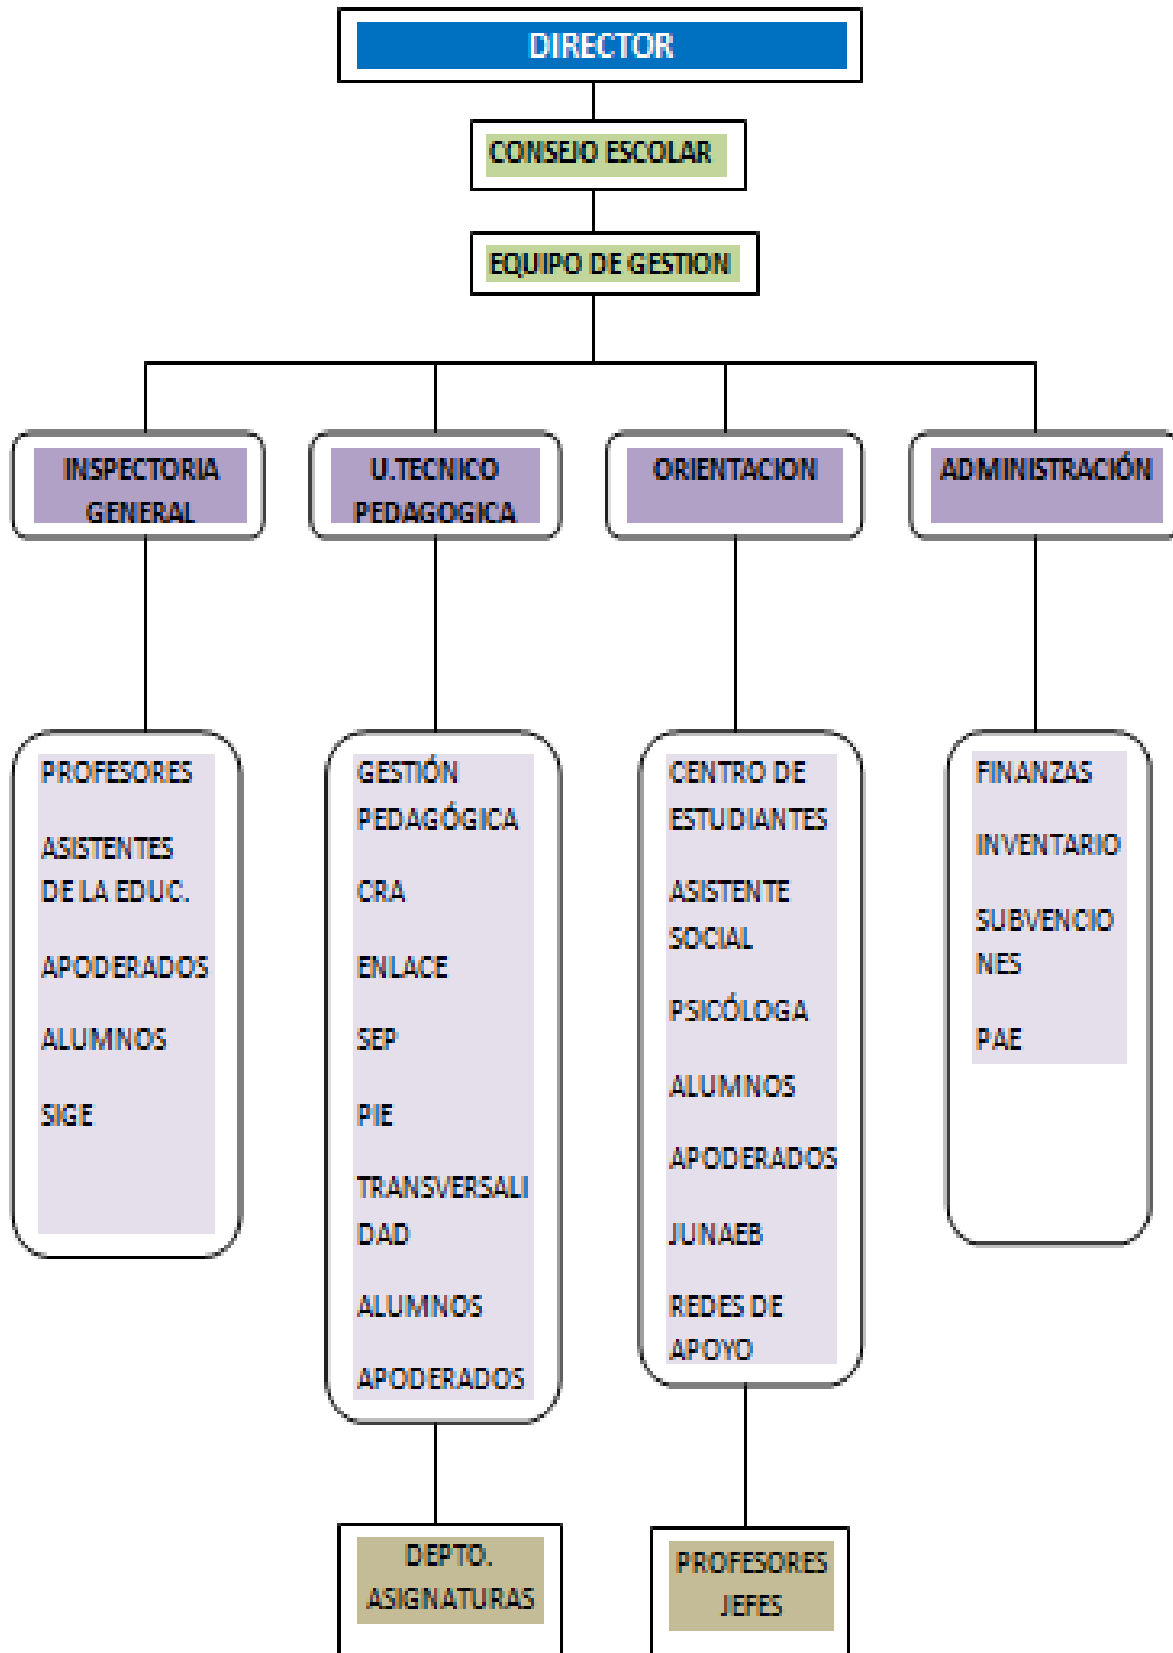 DIRECTOR
CONSEJO ESCOLAR
EQUIPO DE GESTION
INSPECTORIA
GENERAL
U.TECNICO
PEDAGOGICA
ORIENTACION
ADMINISTRACIÓN
PROFESORES
ASISTENTES
DE LA EDUC.
APODERADOS
ALUMNOS
SIGE
GESTIÓN
PEDAGÓGICA
CRA
ENLACE
SEP
PIE
TRANSVERSALI
DAD
ALUMNOS
APODERADOS
CENTRO DE
ESTUDIANTES
ASISTENTE
SOCIAL
PSICÓLOGA
ALUMNOS
APODERADOS
JUNAEB
REDES DE
APOYO
FINANZAS
INVENTARIO
SUBVENCIO
NES
PAE
DEPTO.
ASIGNATURAS
PROFESORES
JEFES